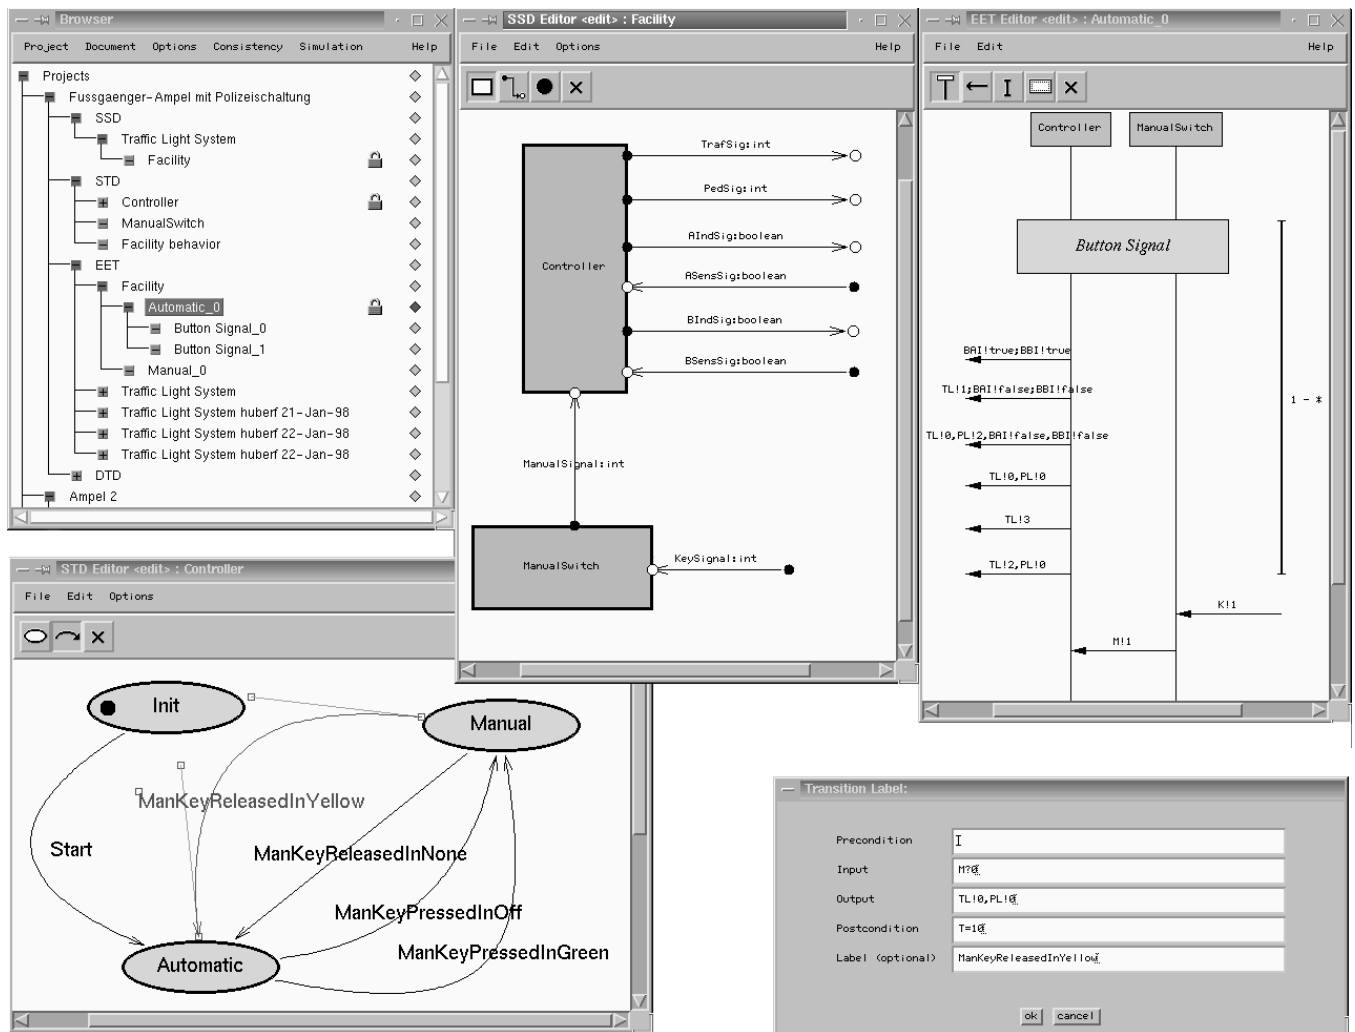 Browser
Project Document Options Consistency Simulation Help
Projects
Fussgaenger-Ampel mit Polizeischaltung
SSD
Traffic Light System
Facility
STD
Controller
ManualSwitch
Facility behavior
EET
Facility
Automatic_0
Button Signal_0
Button Signal_1
Manual_0
Traffic Light System
Traffic Light System huberf 21-Jan-98
Traffic Light System huberf 22-Jan-98
Traffic Light System huberf 22-Jan-98
DTD
Ampel 2
SSD Editor <edit> : Facility
File Edit Options Help
TrafSig:int
PedSig:int
AIndSig:boolean
Controller
ASensSig:boolean
BIndSig:boolean
BSensSig:boolean
ManualSignal:int
ManualSwitch
KeySignal:int
EET Editor <edit> : Automatic_0
File Edit Help
Controller ManualSwitch
Button Signal
BAI!true;BBI!true
TL!1;BAI!false;BBI!false
1 - *
TL!0,PL!2,BAI!false,BBI!false
TL!0,PL!0
TL!3
TL!2,PL!0
K!1
M!1
STD Editor <edit> : Controller
File Edit Options
Init
Manual
ManKeyReleasedInYellow
Start
ManKeyReleasedInNone
ManKeyPressedInOff
ManKeyPressedInGreen
Automatic
Transition Label:
Precondition
Input M?0
Output TL!0,PL!0
Postcondition T=10
Label (optional) ManKeyReleasedInYellow
ok cancel